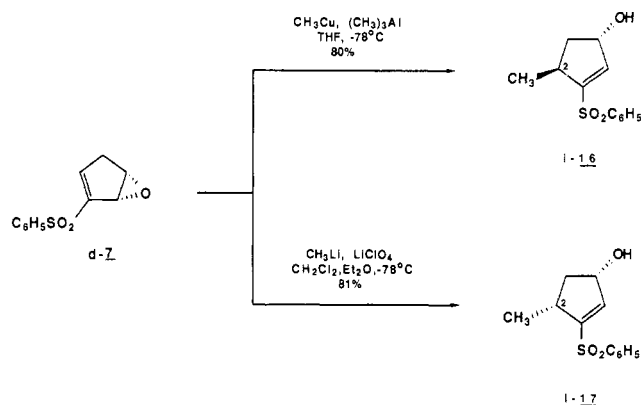 CH3Cu, (CH3)3Al
THF, -78°C
80%
OH
CH3
2
SO2C6H5
l-16
O
C6H5SO2
d-7
CH3Li, LiClO4
CH2Cl2,Et2O,-78°C
81%
OH
CH3
2
SO2C6H5
l-17